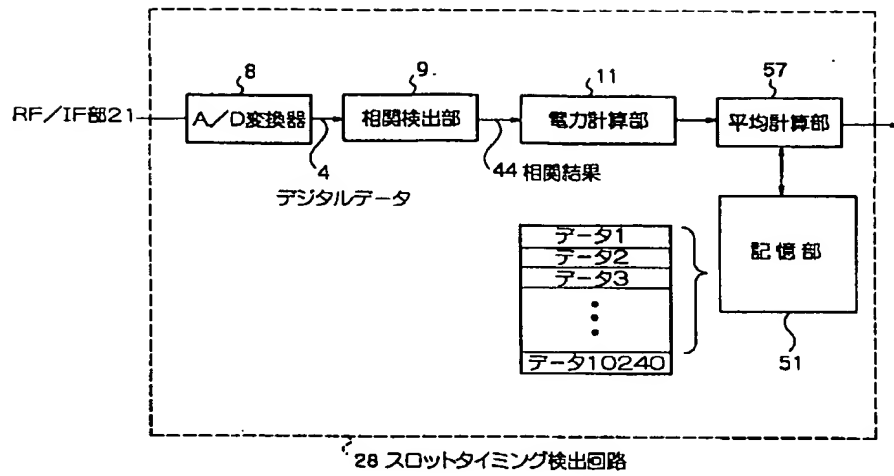 8
9.
11
57
RF/IF部21
A/D変換器
相関検出部
電力計算部
平均計算部
4
デジタルデータ
44 相関結果
データ1
データ2
データ3
データ10240
記憶部
51
28 スロットタイミング検出回路